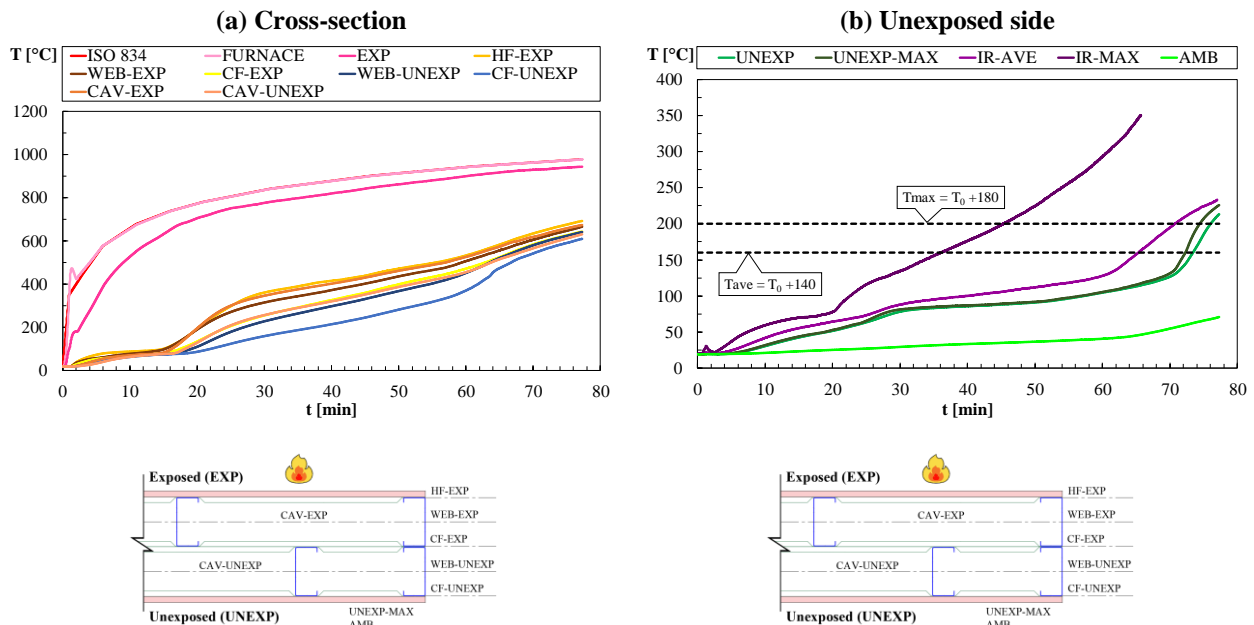 (a) Cross-section
T [°C]
ISO 834 FURNACE EXP HF-EXP
WEB-EXP CF-EXP WEB-UNEXP CF-UNEXP
CAV-EXP CAV-UNEXP
1200
1000
800
600
400
200
0
0 10 20 30 40 50 60 70 80
t [min]
Exposed (EXP)
HF-EXP
CAV-EXP
WEB-EXP
CF-EXP
CAV-UNEXP
WEB-UNEXP
CF-UNEXP
Unexposed (UNEXP)
UNEXP-MAX
AMB
(b) Unexposed side
T [°C]
UNEXP UNEXP-MAX IR-AVE IR-MAX AMB
400
350
300
250
200
150
100
50
0
Tmax = T₀ +180
Tave = T₀ +140
0 10 20 30 40 50 60 70 80
t [min]
Exposed (EXP)
HF-EXP
CAV-EXP
WEB-EXP
CF-EXP
CAV-UNEXP
WEB-UNEXP
CF-UNEXP
Unexposed (UNEXP)
UNEXP-MAX
AMB